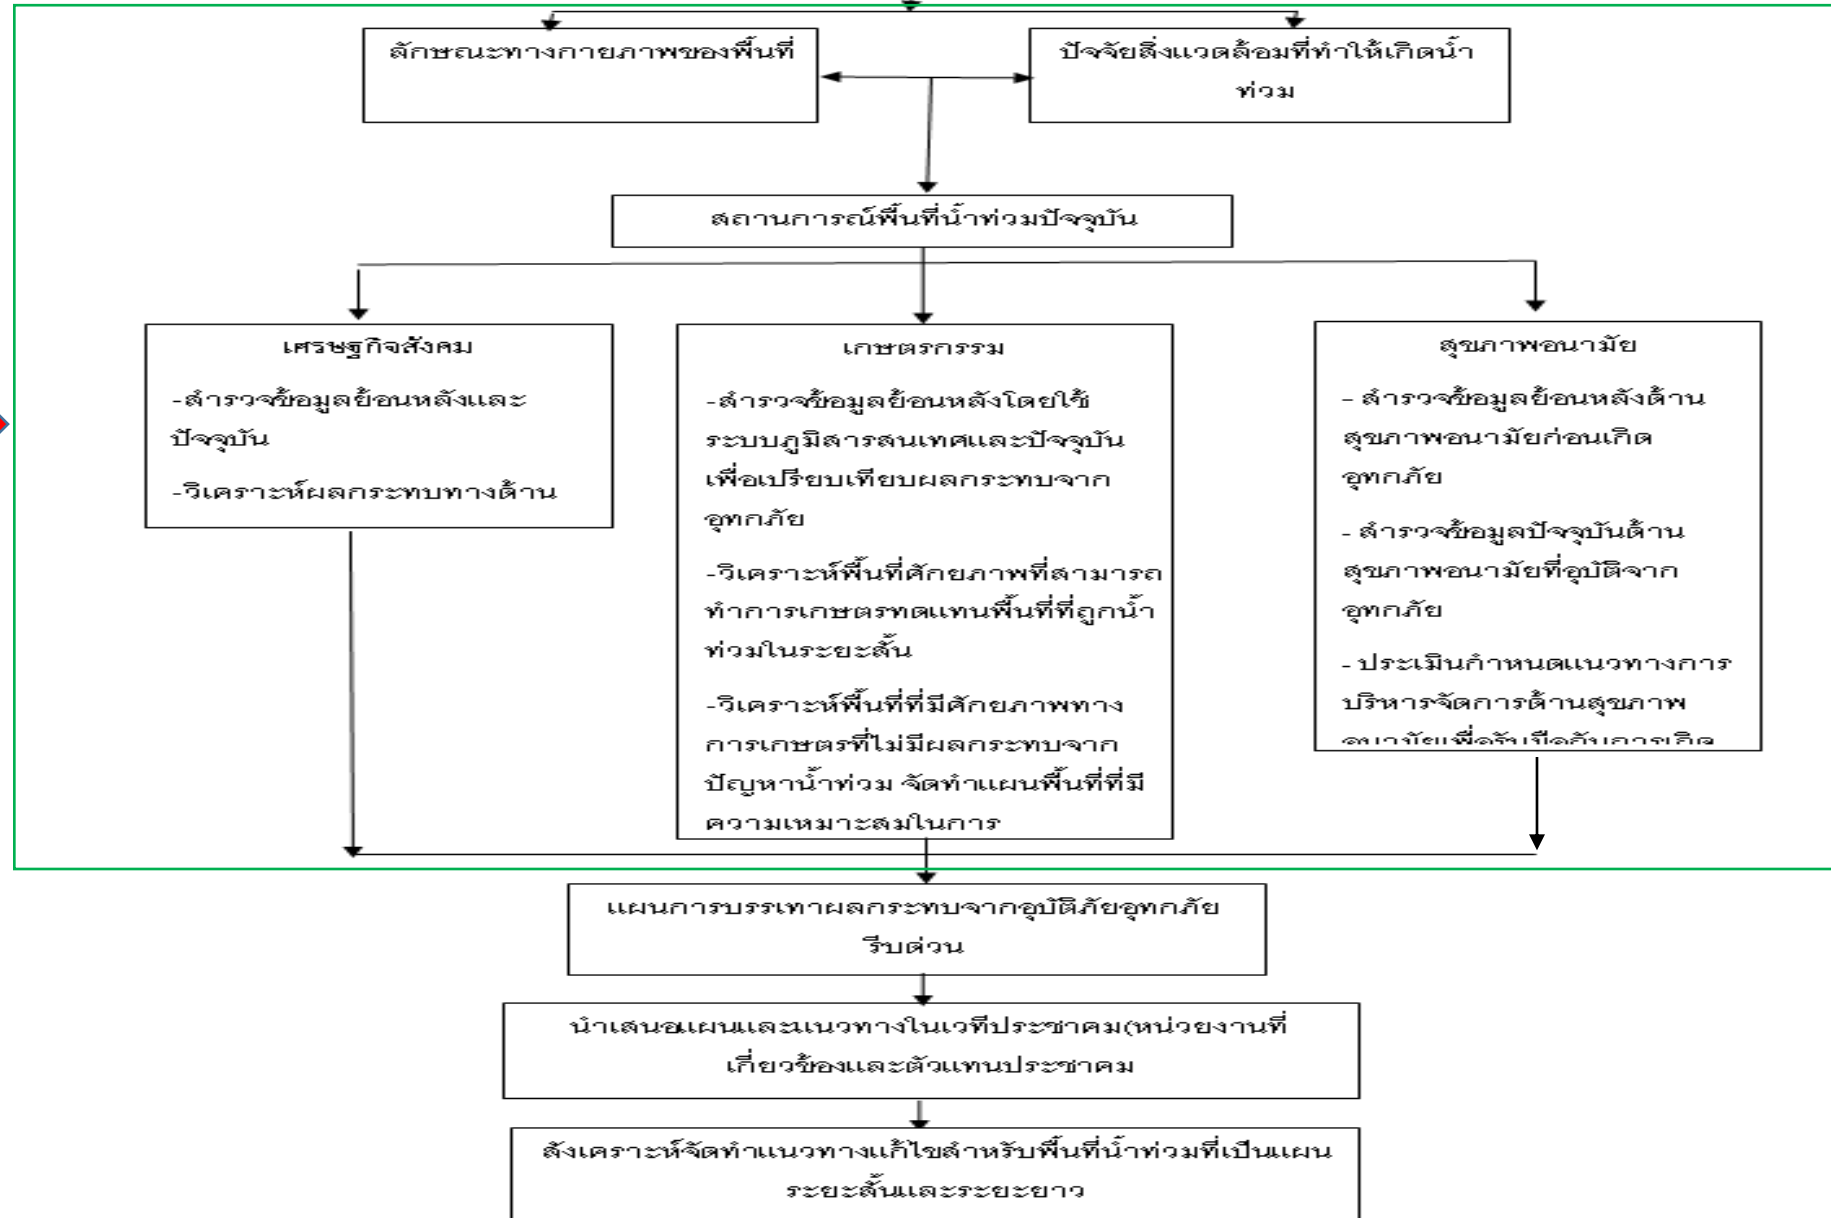 ลักษณะทางกายภาพของพื้นที่
ปัจจัยสิ่งแวดล้อมที่ทำให้เกิดน้ำ
ท่วม
สถานการณ์พื้นที่น้ำท่วมปัจจุบัน
เศรษฐกิจสังคม
-สำรวจข้อมูลย้อนหลังและ
ปัจจุบัน
-วิเคราะห์ผลกระทบทางด้าน
เกษตรกรรม
-สำรวจข้อมูลย้อนหลังโดยใช้
ระบบภูมิสารสนเทศและปัจจุบัน
เพื่อเปรียบเทียบผลกระทบจาก
อุทกภัย
-วิเคราะห์พื้นที่ศักยภาพที่สามารถ
ทำการเกษตรทดแทนพื้นที่ที่ถูกน้ำ
ท่วมในระยะสั้น
-วิเคราะห์พื้นที่ที่มีศักยภาพทาง
การเกษตรที่ไม่มีผลกระทบจาก
ปัญหาน้ำท่วม จัดทำแผนพื้นที่ที่มี
ความเหมาะสมในการ
สุขภาพอนามัย
- สำรวจข้อมูลย้อนหลังด้าน
สุขภาพอนามัยก่อนเกิด
อุทกภัย
- สำรวจข้อมูลปัจจุบันด้าน
สุขภาพอนามัยที่อุบัติจาก
อุทกภัย
- ประเมินกำหนดแนวทางการ
บริหารจัดการด้านสุขภาพ
อนามัยเพื่อรับมือกับการเกิด
แผนการบรรเทาผลกระทบจากอุบัติภัยอุทกภัย
รีบด่วน
นำเสนอแผนและแนวทางในเวทีประชาคม(หน่วยงานที่
เกี่ยวข้องและตัวแทนประชาคม
สังเคราะห์จัดทำแนวทางแก้ไขสำหรับพื้นที่น้ำท่วมที่เป็นแผน
ระยะสั้นและระยะยาว